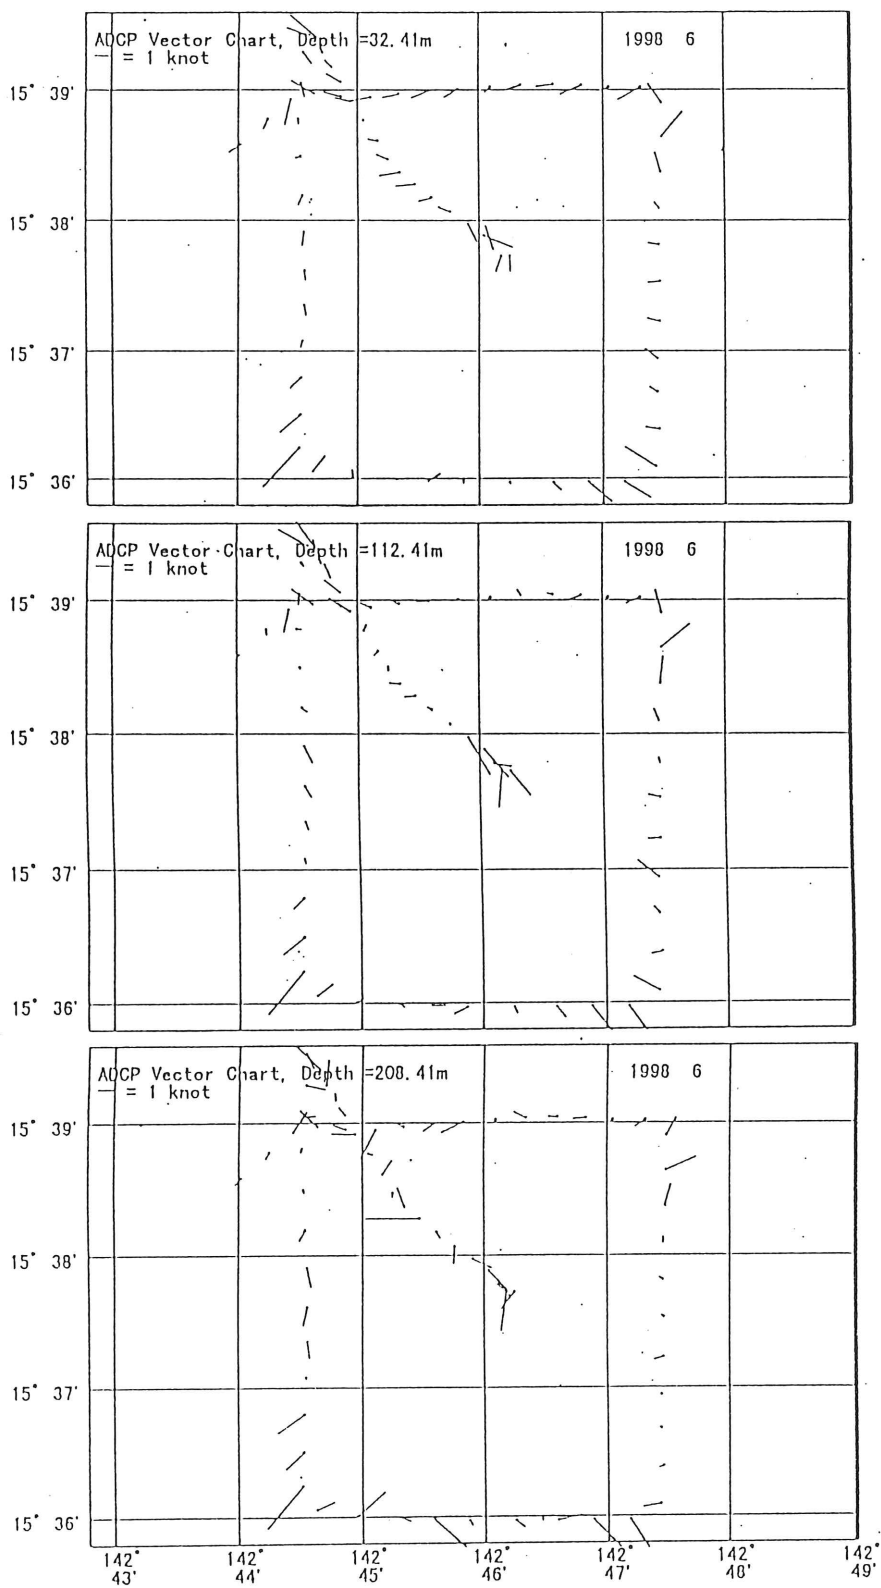 ADCP Vector Chart, Depth =32.41m 1998 6
— = 1 knot
15° 39'
15° 38'
15° 37'
15° 36'
ADCP Vector Chart, Depth =112.41m 1998 6
— = 1 knot
15° 39'
15° 38'
15° 37'
15° 36'
ADCP Vector Chart, Depth =208.41m 1998 6
— = 1 knot
15° 39'
15° 38'
15° 37'
15° 36'
142° 142° 142° 142° 142° 142° 142°
43' 44' 45' 46' 47' 48' 49'